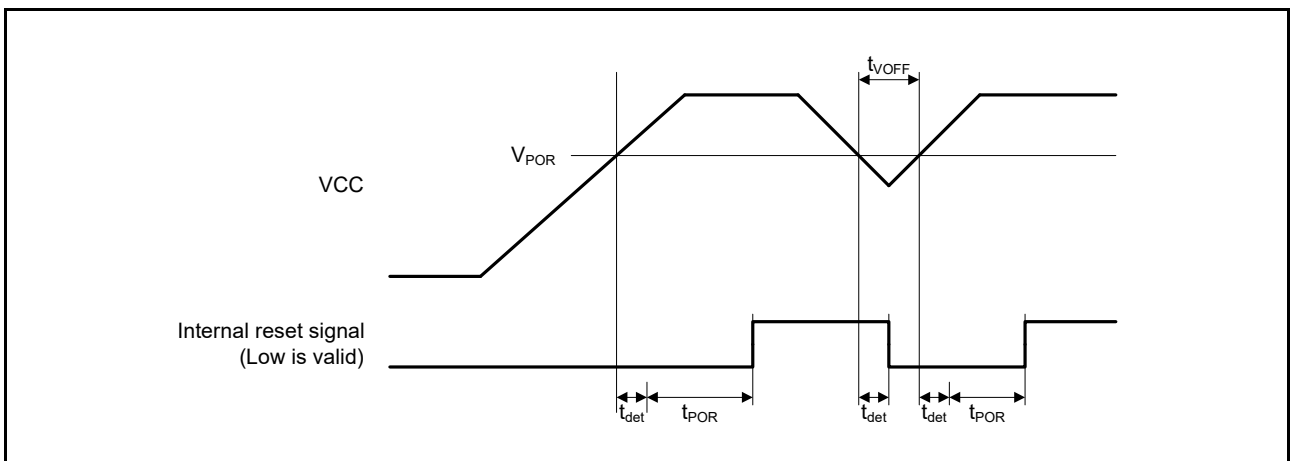 tVOFF
VPOR
VCC
Internal reset signal
(Low is valid)
tdet
tPOR
tdet
tdet
tPOR